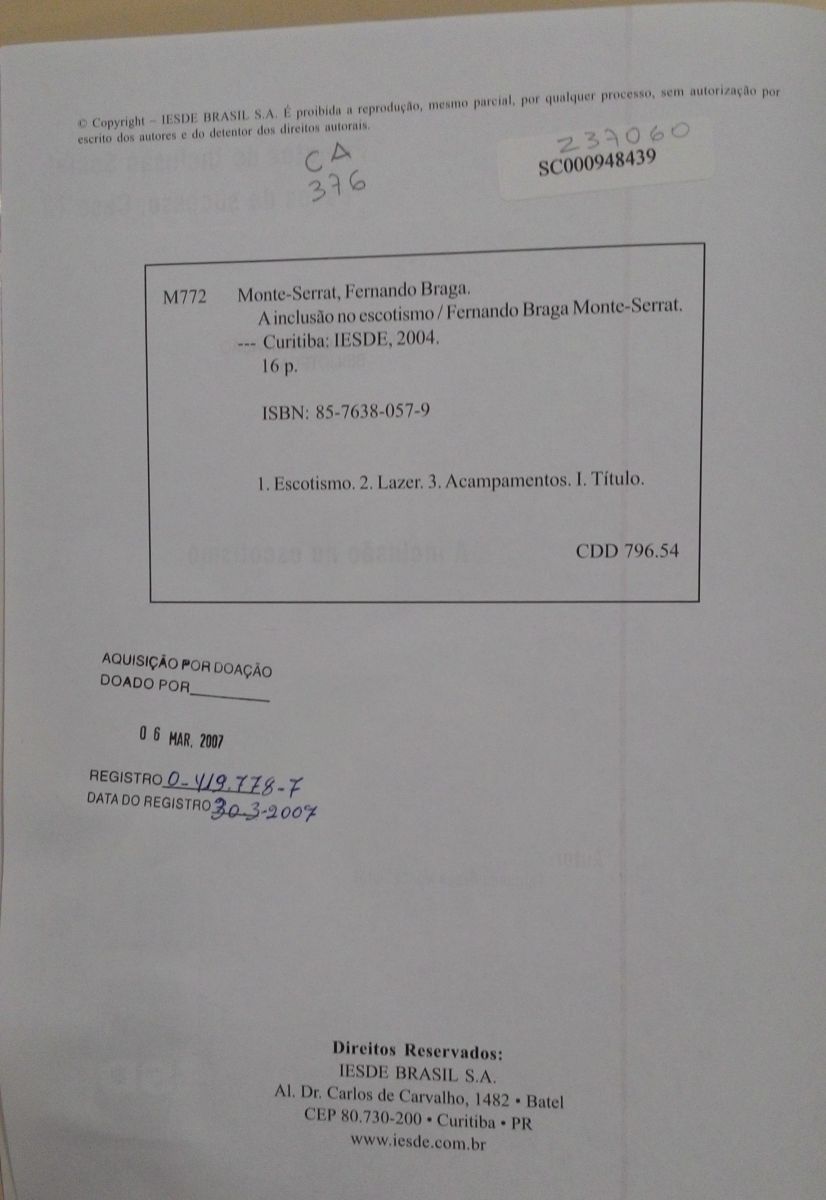 © Copyright – IESDE BRASIL S.A. É proibida a reprodução, mesmo parcial, por qualquer processo, sem autorização por
escrito dos autores e do detentor dos direitos autorais.
CA
376
237060
SC000948439
M772 Monte-Serrat, Fernando Braga.
A inclusão no escotismo / Fernando Braga Monte-Serrat.
--- Curitiba: IESDE, 2004.
16 p.
ISBN: 85-7638-057-9
1. Escotismo. 2. Lazer. 3. Acampamentos. I. Título.
CDD 796.54
AQUISIÇÃO POR DOAÇÃO
DOADO POR
06 MAR. 2007
REGISTRO 0-419.778-7
DATA DO REGISTRO 30-3-2007
Direitos Reservados:
IESDE BRASIL S.A.
Al. Dr. Carlos de Carvalho, 1482 • Batel
CEP 80.730-200 • Curitiba • PR
www.iesde.com.br